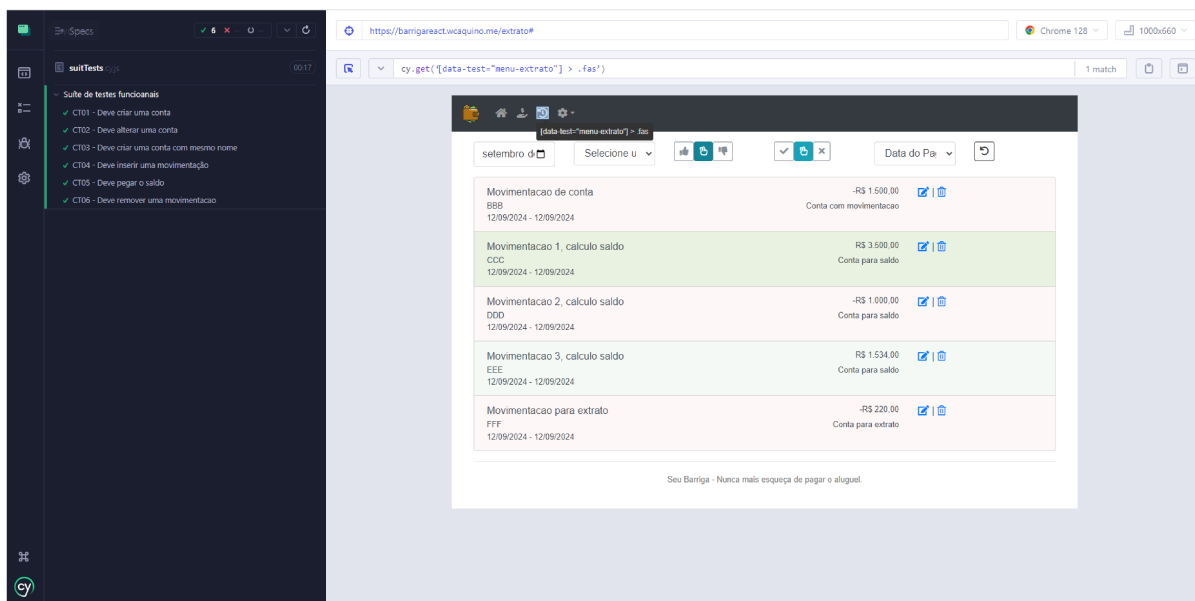 Specs
6
-- 
--
https://barrigareact.wcaquino.me/extrato#
Chrome 128
1000x660
suitTests.cy.js
00:17
cy.get('[data-test="menu-extrato"] > .fas')
1 match
Suíte de testes funcioanais
CT01 - Deve criar uma conta
CT02 - Deve alterar uma conta
CT03 - Deve criar uma conta com mesmo nome
CT04 - Deve inserir uma movimentação
CT05 - Deve pegar o saldo
CT06 - Deve remover uma movimentacao
[data-test="menu-extrato"] > .fas
setembro d
Selecione u
Data do Pa
Movimentacao de conta
-R$ 1.500,00
BBB
Conta com movimentacao
12/09/2024 - 12/09/2024
Movimentacao 1, calculo saldo
R$ 3.500,00
CCC
Conta para saldo
12/09/2024 - 12/09/2024
Movimentacao 2, calculo saldo
-R$ 1.000,00
DDD
Conta para saldo
12/09/2024 - 12/09/2024
Movimentacao 3, calculo saldo
R$ 1.534,00
EEE
Conta para saldo
12/09/2024 - 12/09/2024
Movimentacao para extrato
-R$ 220,00
FFF
Conta para extrato
12/09/2024 - 12/09/2024
Seu Barriga - Nunca mais esqueça de pagar o aluguel.
cy